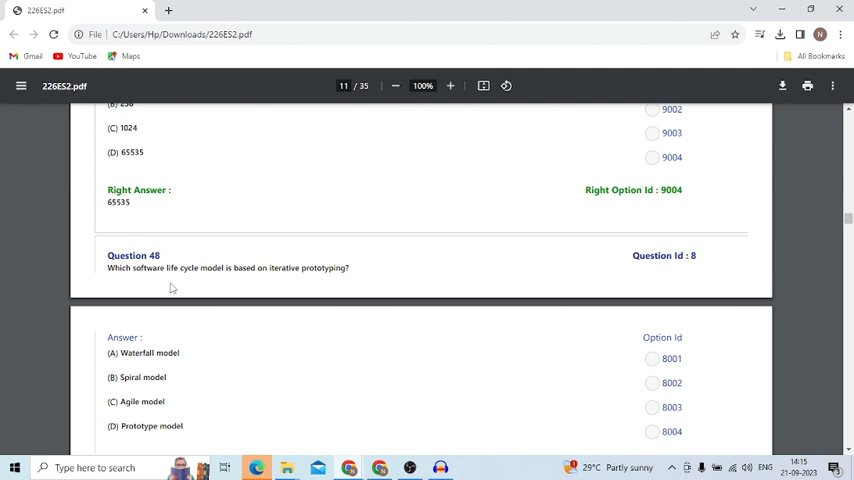 226ES2.pdf
File C:/Users/Hp/Downloads/226ES2.pdf
N
Gmail YouTube Maps All Bookmarks
226ES2.pdf 11 / 35 100%
(B) 256 9002
(C) 1024 9003
(D) 65535 9004
Right Answer : Right Option Id : 9004
65535
Question 48 Question Id : 8
Which software life cycle model is based on iterative prototyping?
Answer : Option Id
(A) Waterfall model 8001
(B) Spiral model 8002
(C) Agile model 8003
(D) Prototype model 8004
Type here to search 29°C Partly sunny ENG 14:15
21-09-2023 3